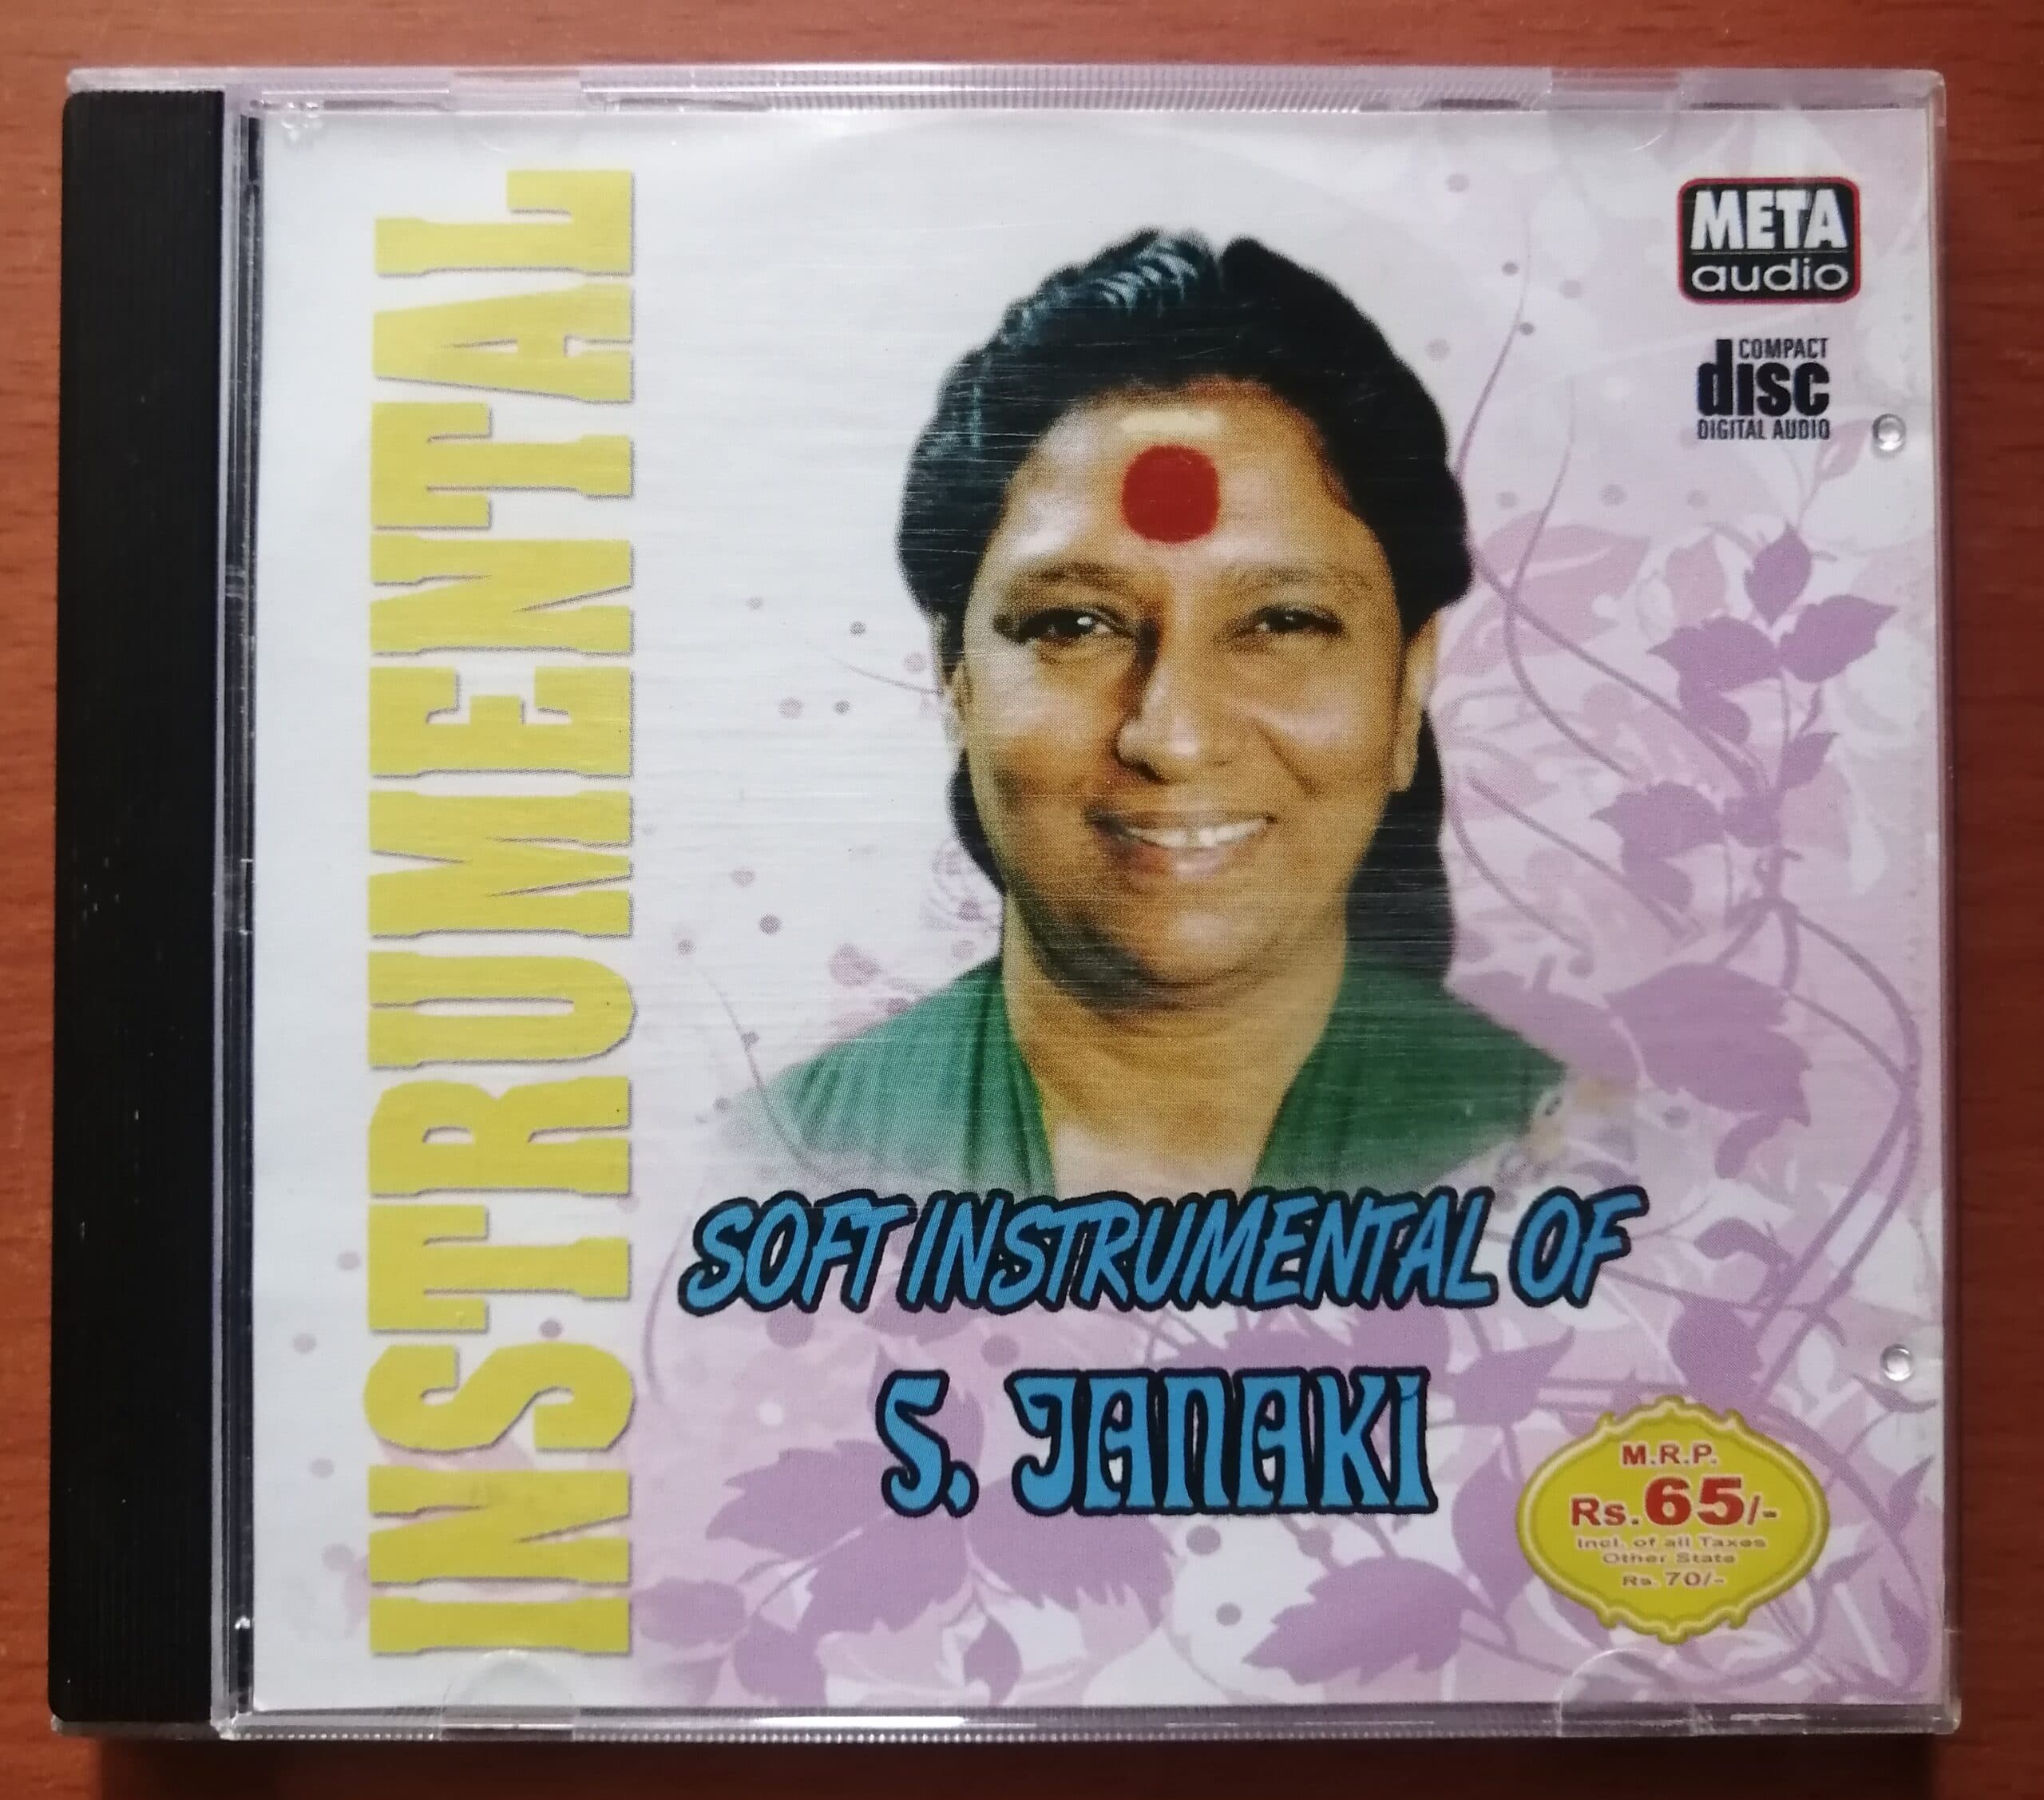 INSTRUMENTAL
META
audio
COMPACT
disc
DIGITAL AUDIO
SOFT INSTRUMENTAL OF
S. JANAKI
M.R.P.
Rs.65/-
Incl. of all Taxes
Other State
Rs. 70/-